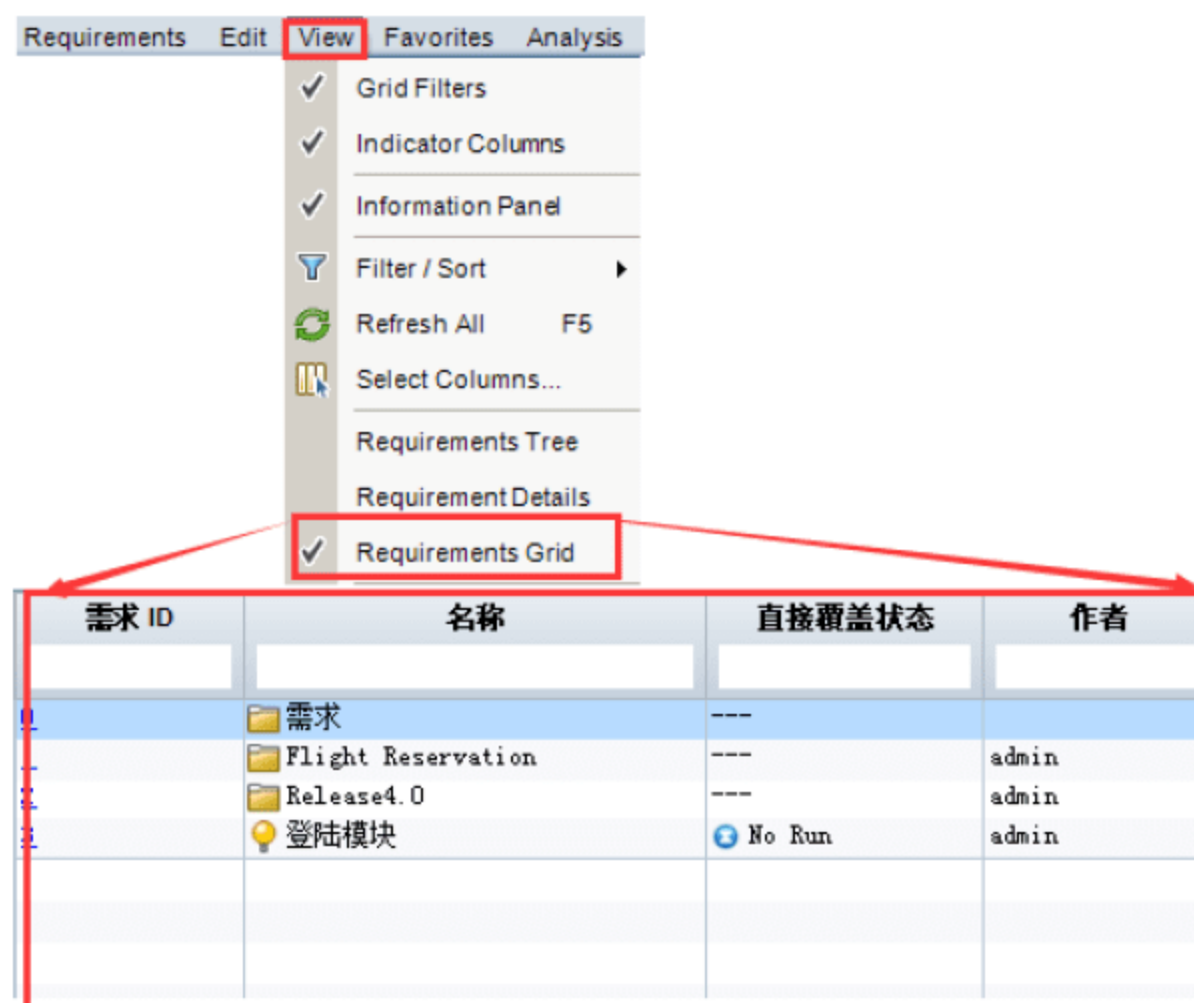 Requirements Edit View Favorites Analysis
Grid Filters
Indicator Columns
Information Panel
Filter / Sort
Refresh All F5
Select Columns...
Requirements Tree
Requirement Details
Requirements Grid
需求 ID 名称 直接覆盖状态 作者
需求 ---
Flight Reservation --- admin
Release4.0 --- admin
登陆模块 No Run admin